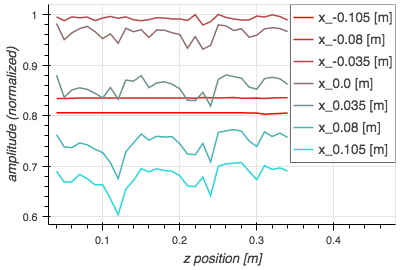 1
0.9
0.8
0.7
0.6
0.1
0.2
0.3
0.4
amplitude (normalized)
z position [m]
x_-0.105 [m]
x_-0.08 [m]
x_-0.035 [m]
x_0.0 [m]
x_0.035 [m]
x_0.08 [m]
x_0.105 [m]